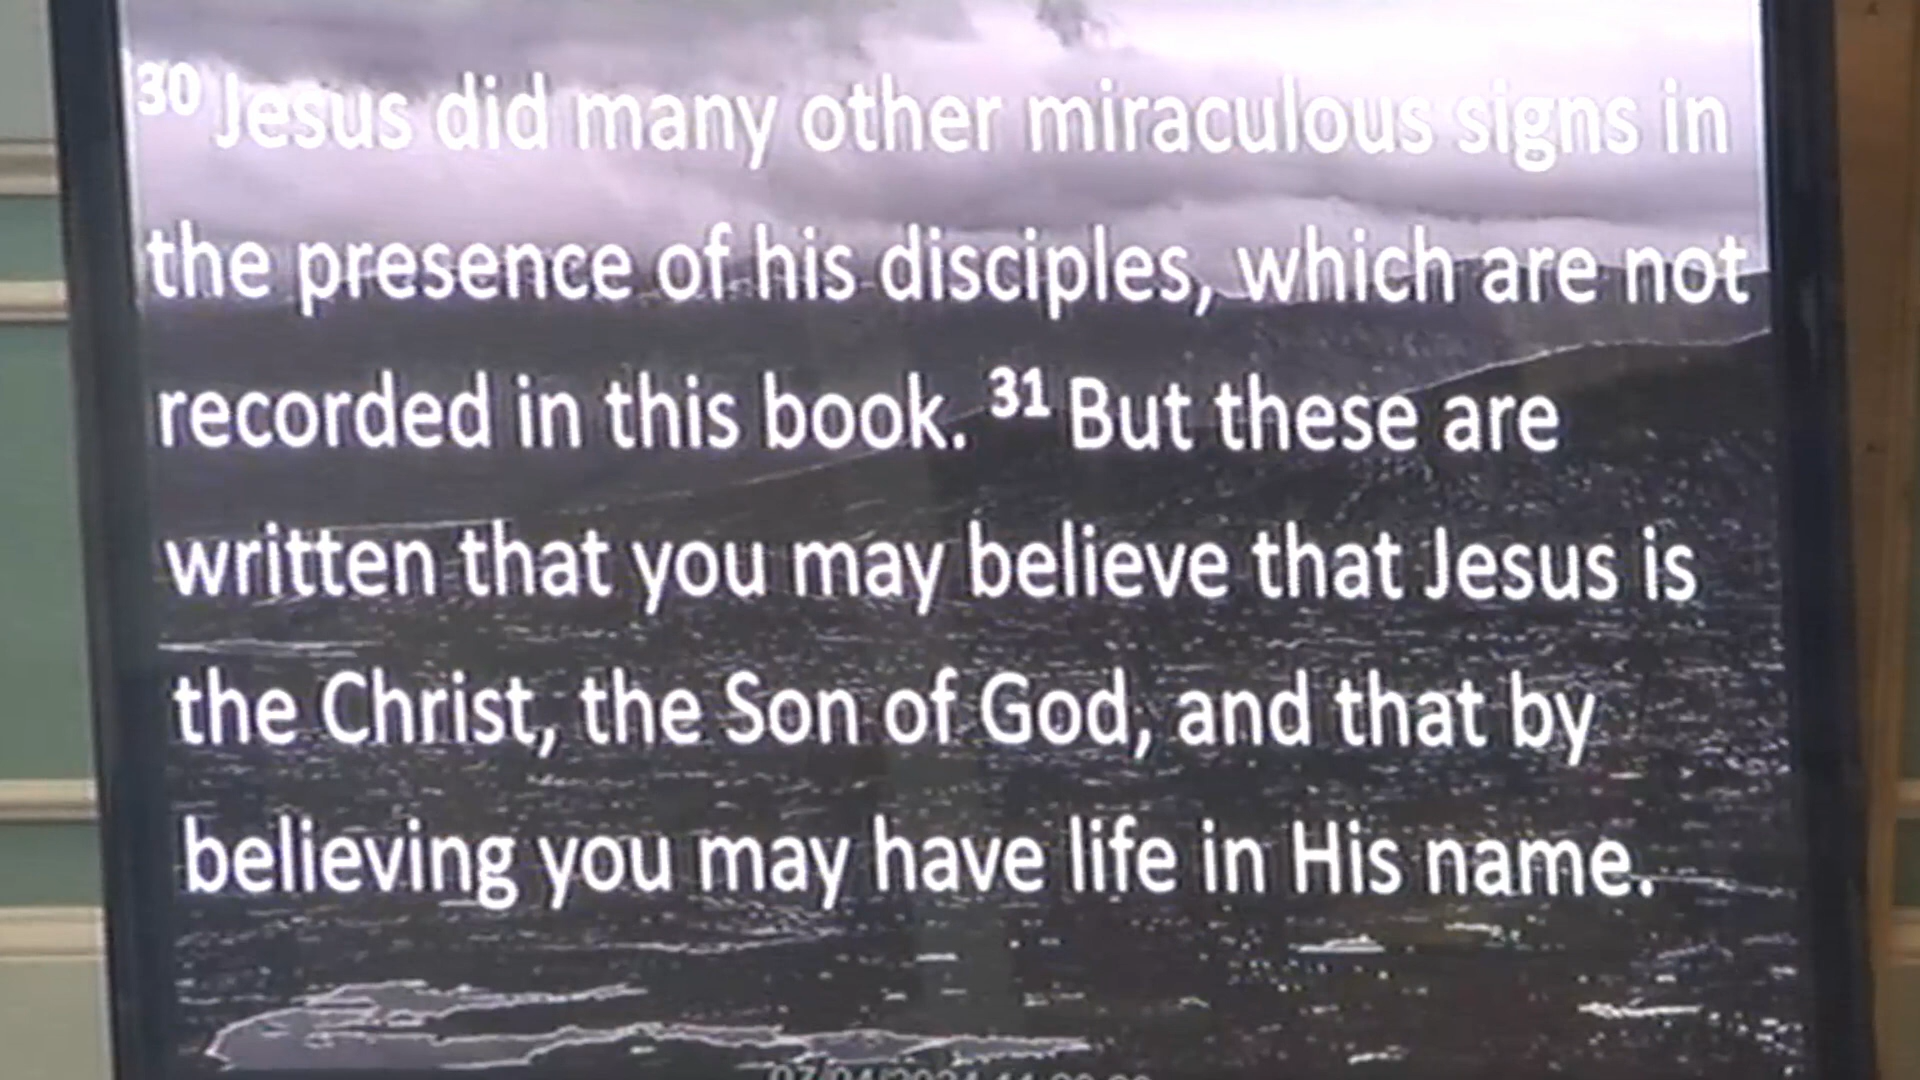 30 Jesus did many other miraculous signs in
the presence of his disciples, which are not
recorded in this book. 31 But these are
written that you may believe that Jesus is
the Christ, the Son of God, and that by
believing you may have life in His name.